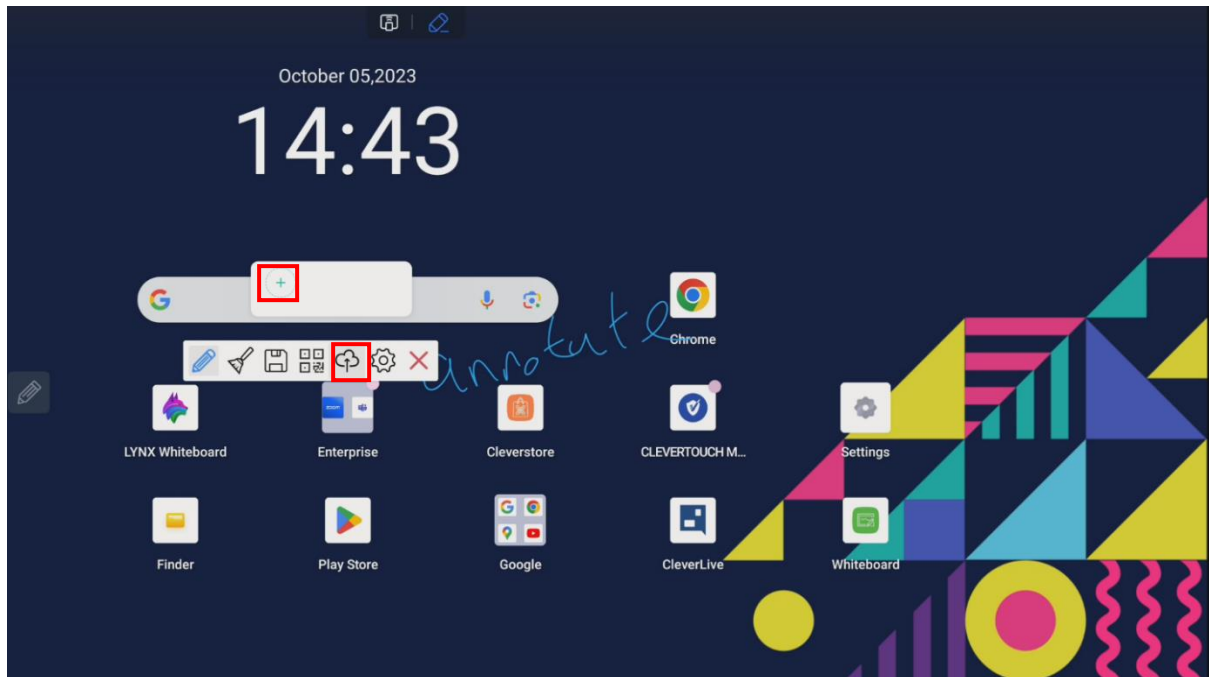 October 05,2023
14:43
Chrome
annotate
LYNX Whiteboard
Enterprise
Cleverstore
CLEVERTOUCH M...
Settings
Finder
Play Store
Google
CleverLive
Whiteboard